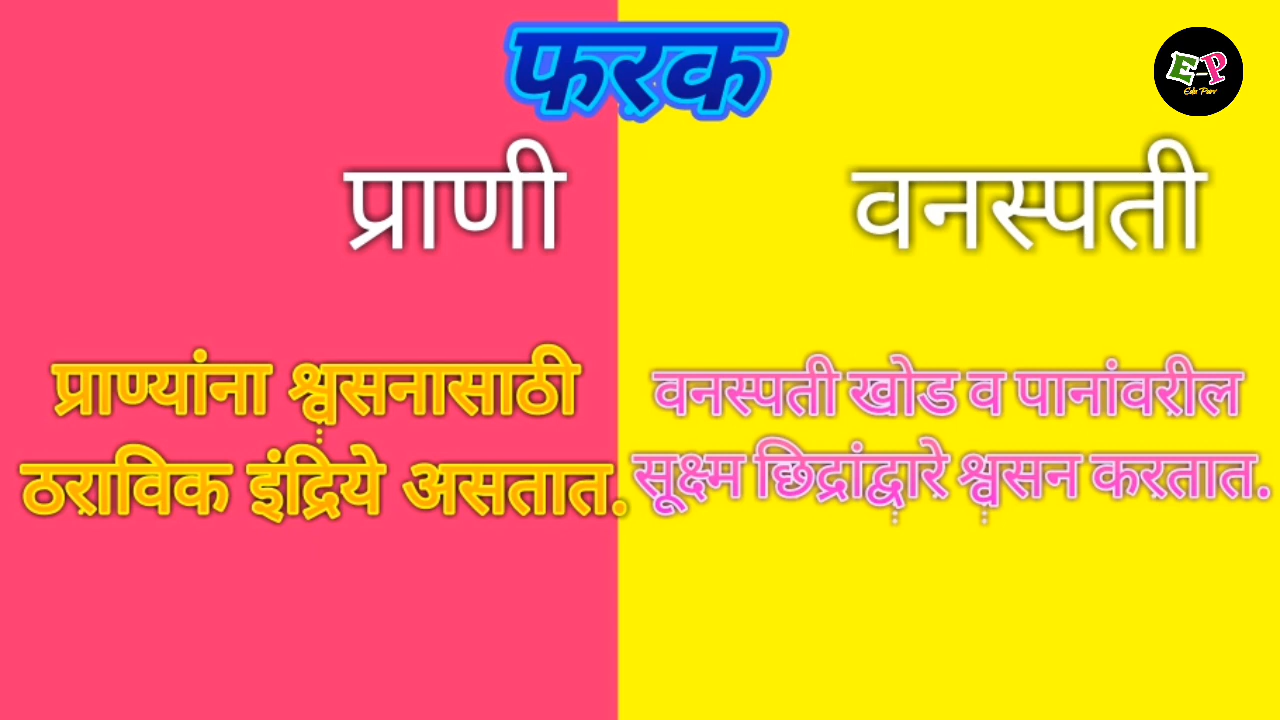 फरक
E-P
प्राणी
वनस्पती
प्राण्यांना श्वसनासाठी
ठराविक इंद्रिये असतात.
वनस्पती खोड व पानांवरील
सूक्ष्म छिद्रांद्वारे श्वसन करतात.